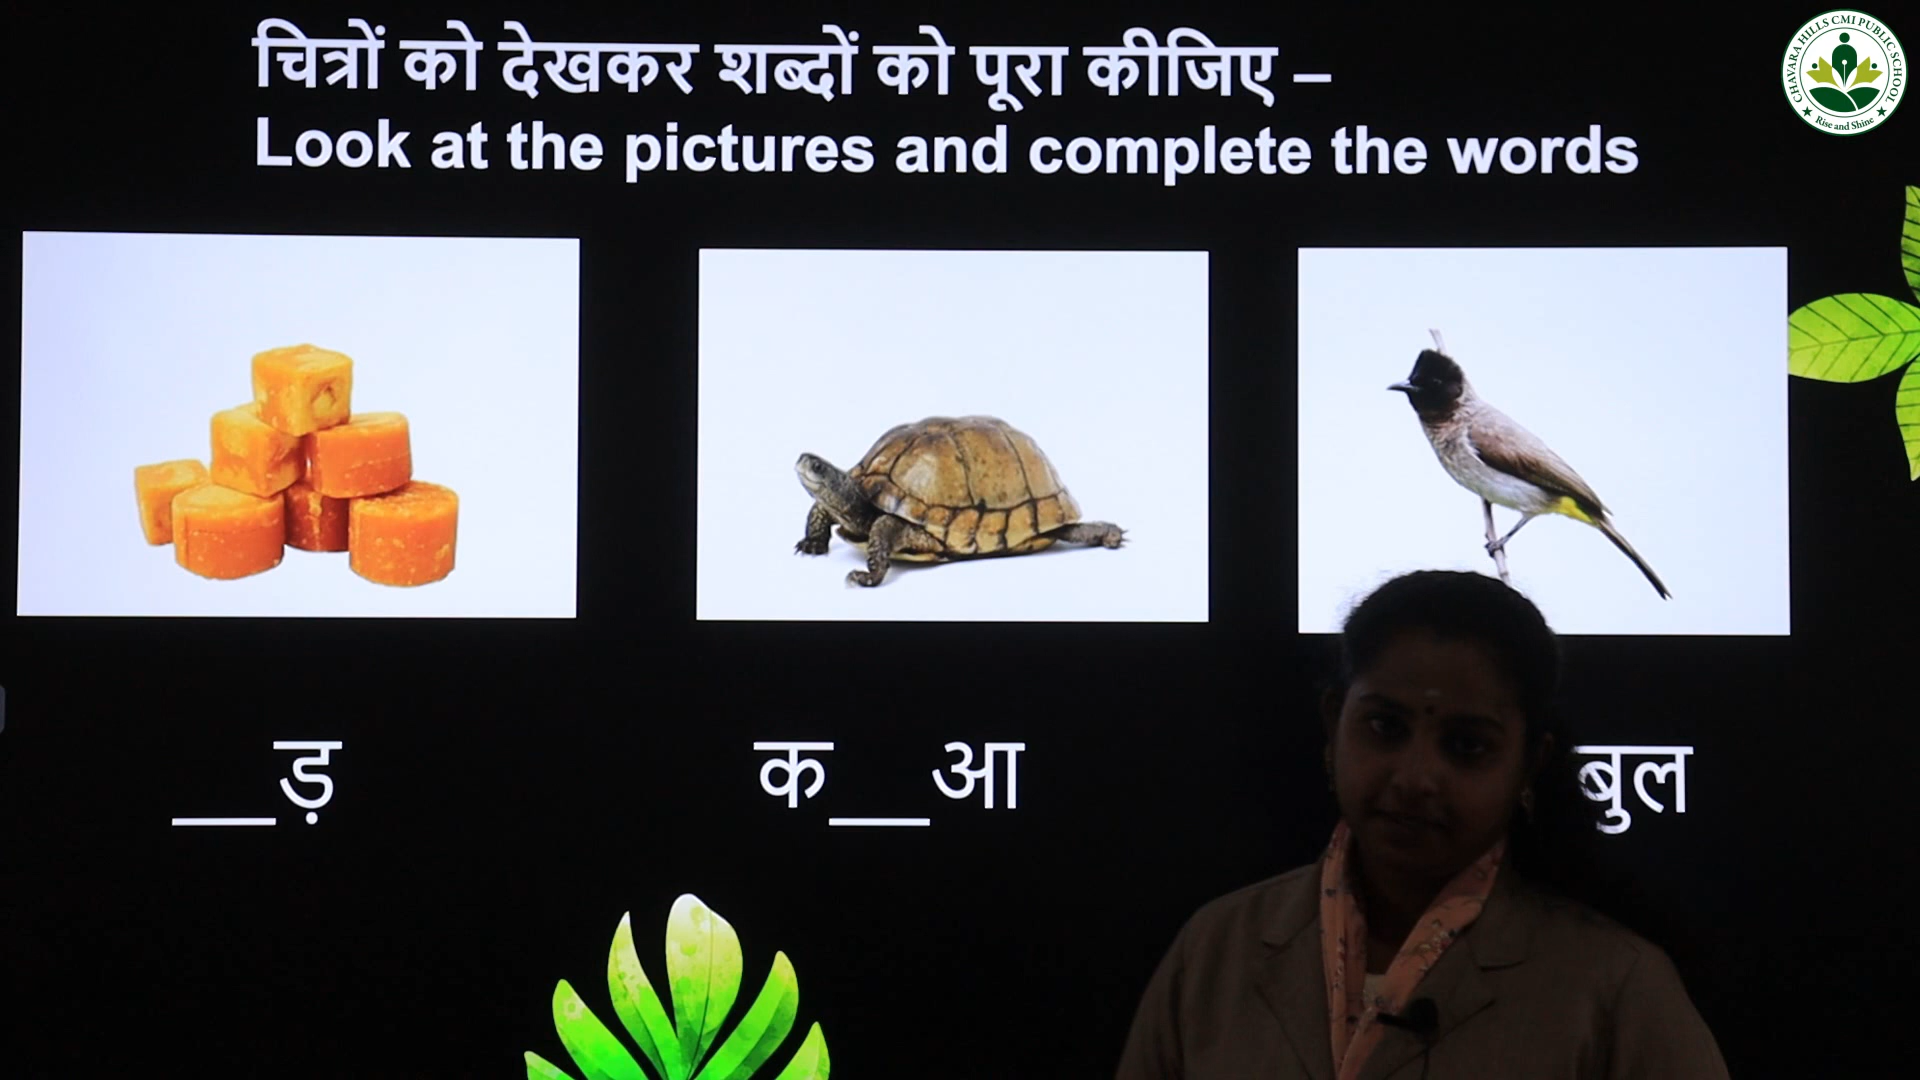 चित्रों को देखकर शब्दों को पूरा कीजिए –
Look at the pictures and complete the words
__ड़
क__आ
बुल
CHAVARA HILLS CMI PUBLIC SCHOOL
Rise and Shine